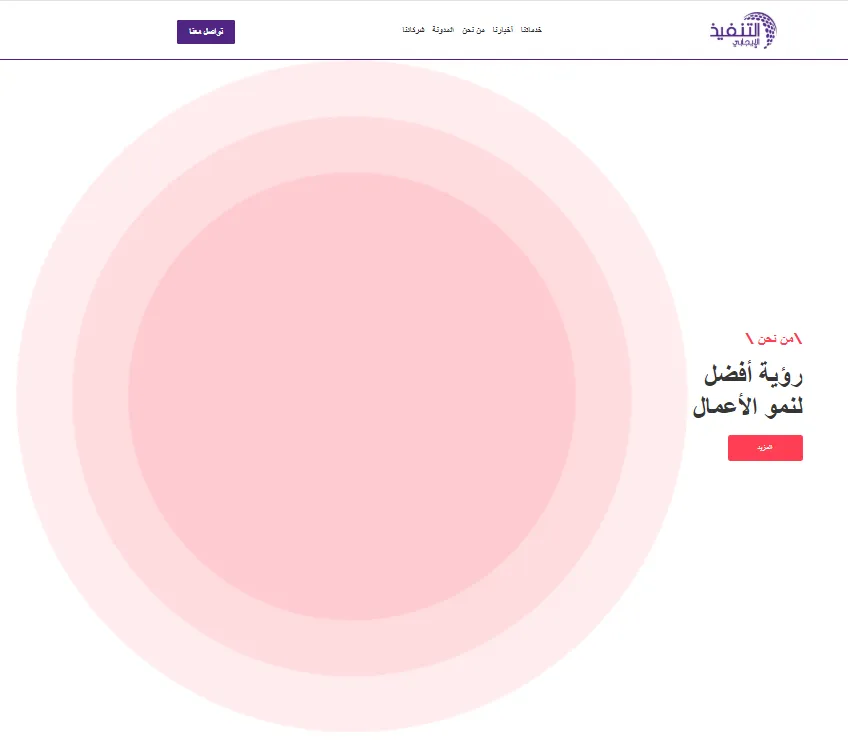 التنفيذ
الإيجابي
خدماتنا أخبارنا من نحن المدونة شركائنا
تواصل معنا
\ من نحن \
رؤية أفضل
لنمو الأعمال
المزيد